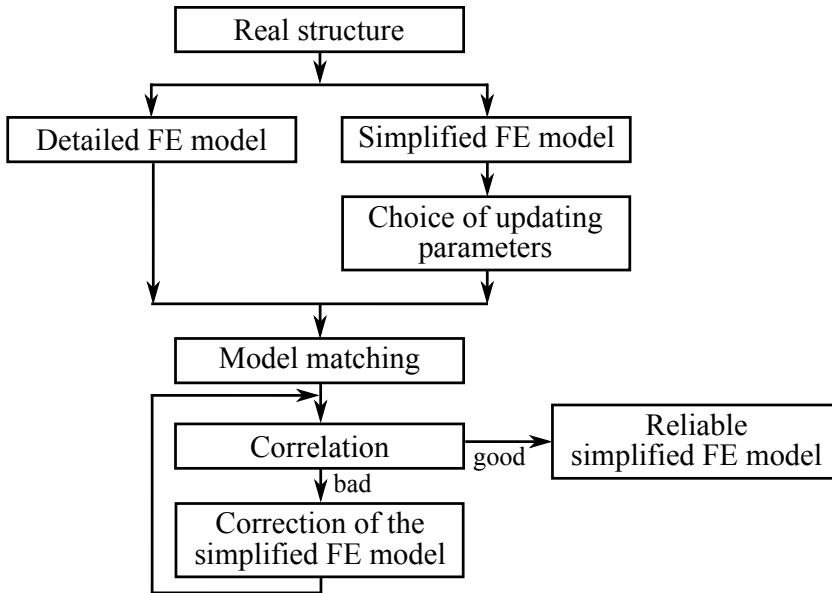 Real structure
Detailed FE model
Simplified FE model
Choice of updating
parameters
Model matching
Correlation
good
Reliable
simplified FE model
bad
Correction of the
simplified FE model